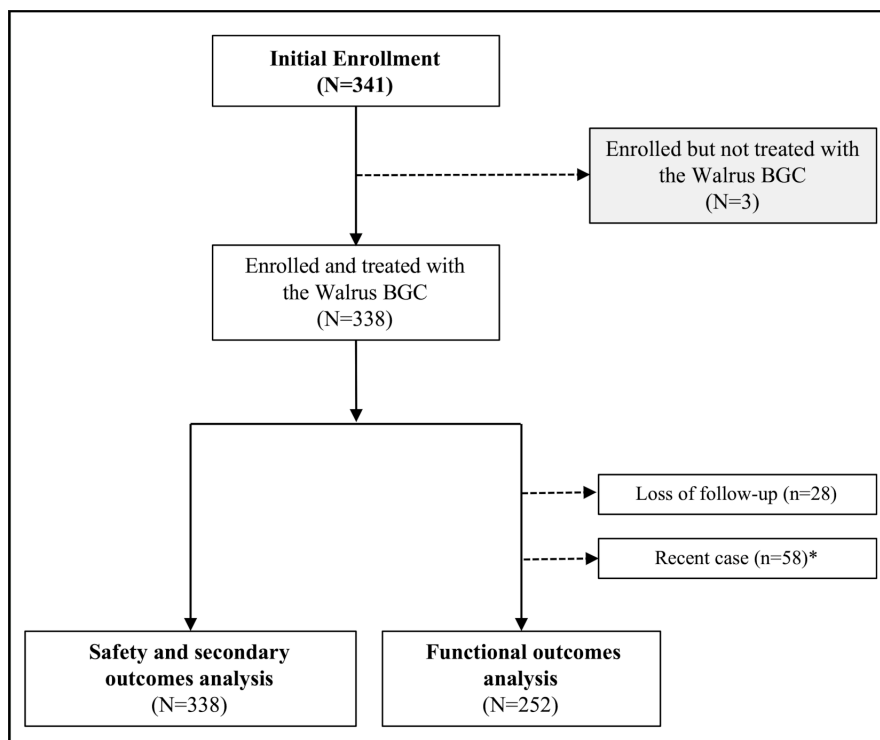 Initial Enrollment
(N=341)
Enrolled but not treated with
the Walrus BGC
(N=3)
Enrolled and treated with
the Walrus BGC
(N=338)
Loss of follow-up (n=28)
Recent case (n=58)*
Safety and secondary
outcomes analysis
(N=338)
Functional outcomes
analysis
(N=252)